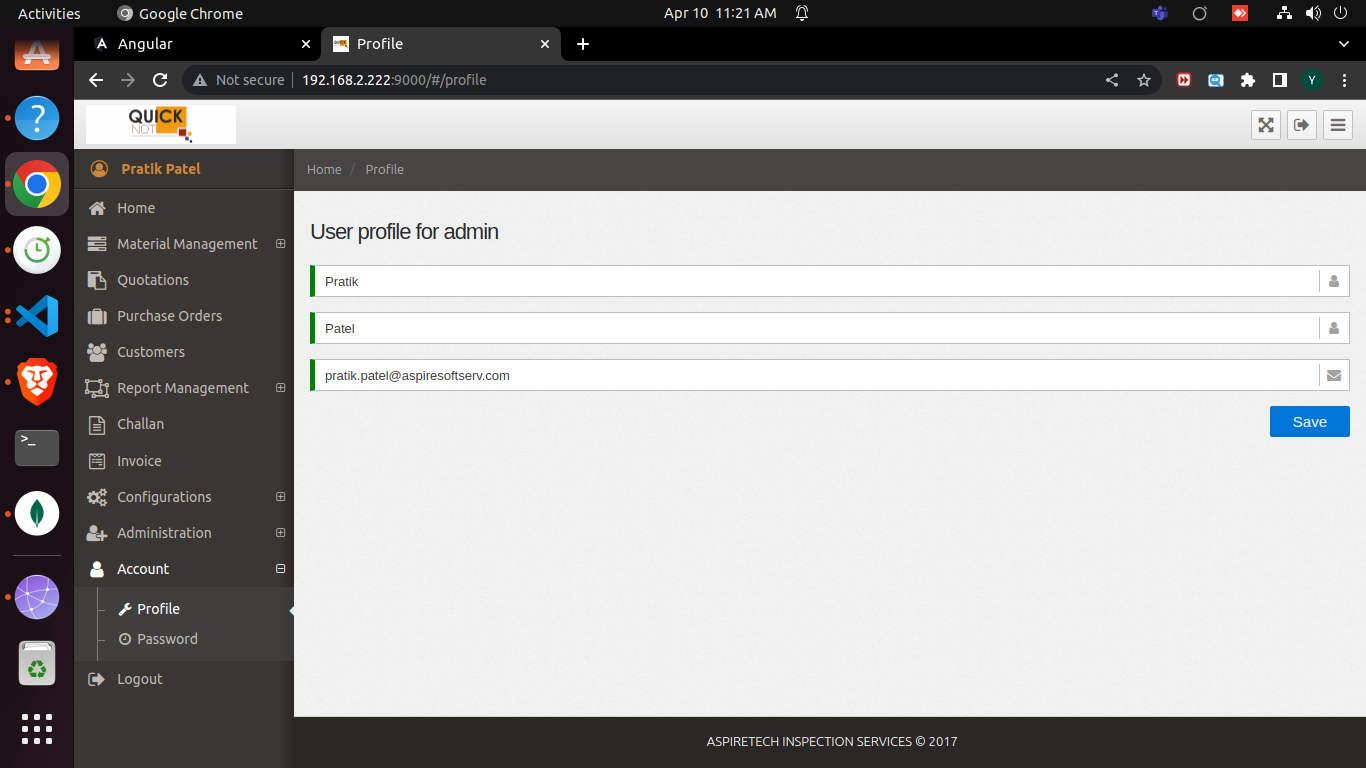 Activities
Google Chrome
Apr 10 11:21 AM
Angular
Profile
Not secure
192.168.2.222:9000/#/profile
Y
QUICK
NDT
Pratik Patel
Home / Profile
Home
Material Management
Quotations
Purchase Orders
Customers
Report Management
Challan
Invoice
Configurations
Administration
Account
Profile
Password
Logout
User profile for admin
Pratik
Patel
pratik.patel@aspiresoftserv.com
Save
ASPIRETECH INSPECTION SERVICES © 2017